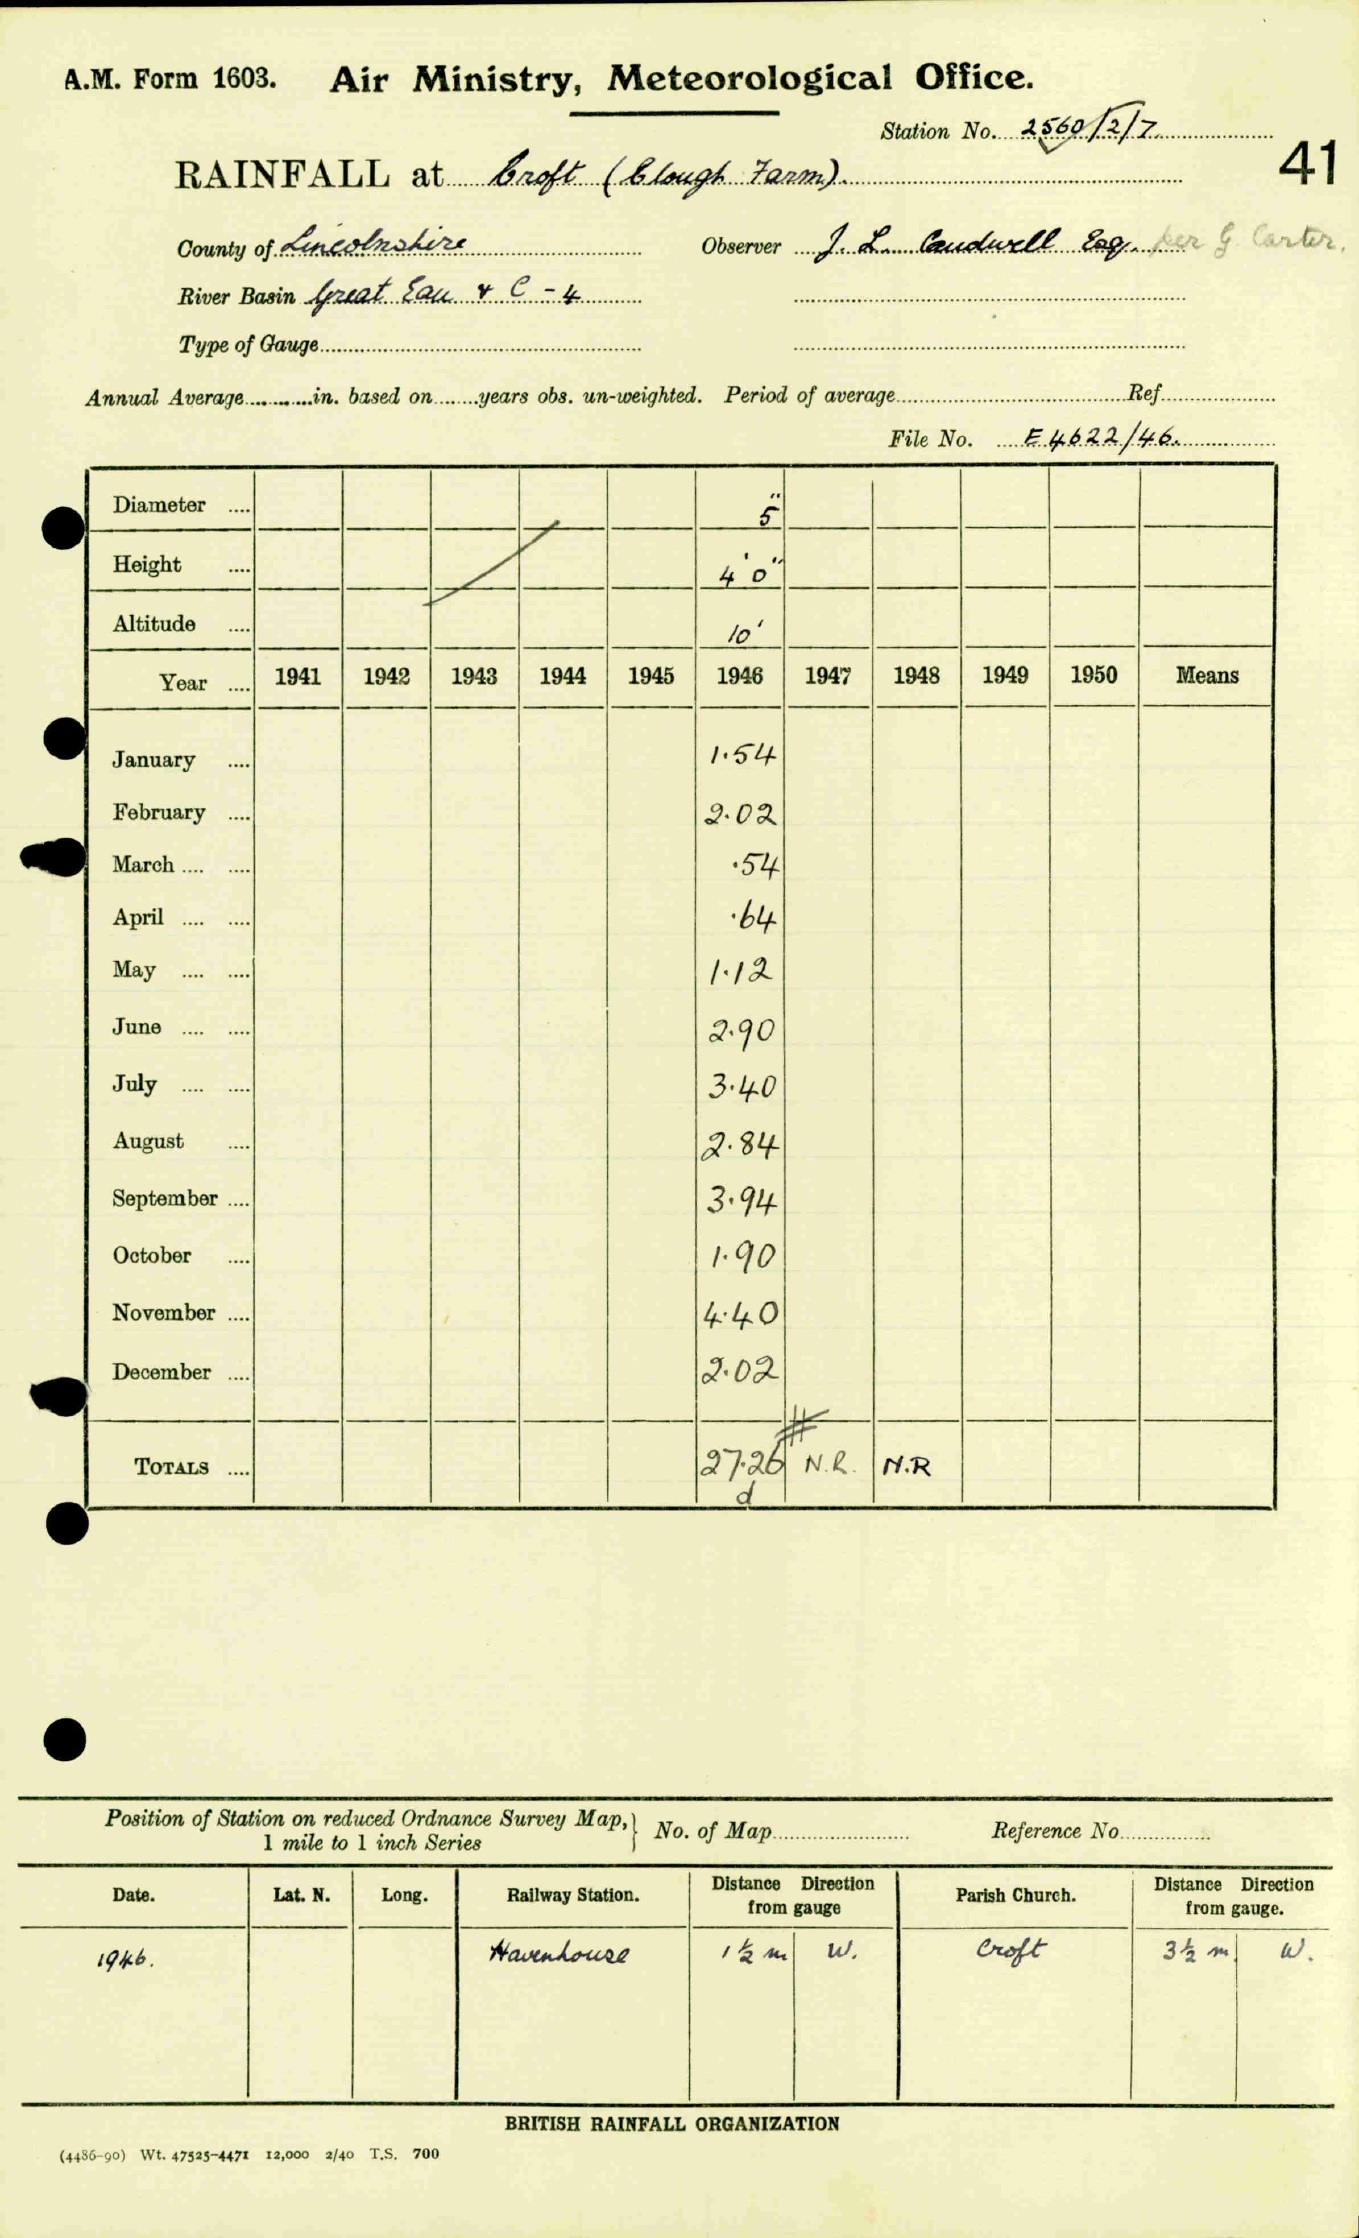 A.M. Form 1603. Air Ministry, Meteorological Office.
Station No. 2560/2/7
41
RAINFALL at Croft (Clough Farm).
County of Lincolnshire Observer J. L. Caudwell Esq. per G. Carter.
River Basin Great Eau & C - 4
Type of Gauge
Annual Average in. based on years obs. un-weighted. Period of average Ref
File No. E4622/46.
Diameter 5"
Height 4'0"
Altitude 10'
Year 1941 1942 1943 1944 1945 1946 1947 1948 1949 1950 Means
January 1.54
February 2.02
March .54
April .64
May 1.12
June 2.90
July 3.40
August 2.84
September 3.94
October 1.90
November 4.40
December 2.02
TOTALS 27.26 N.R. N.R
d
Position of Station on reduced Ordnance Survey Map, } No. of Map Reference No
1 mile to 1 inch Series
Date. Lat. N. Long. Railway Station. Distance Direction from gauge Parish Church. Distance Direction from gauge.
1946. Havenhouse 1½ m W. Croft 3½ m. W.
BRITISH RAINFALL ORGANIZATION
(4486-90) Wt. 47525-4471 12,000 2/40 T.S. 700